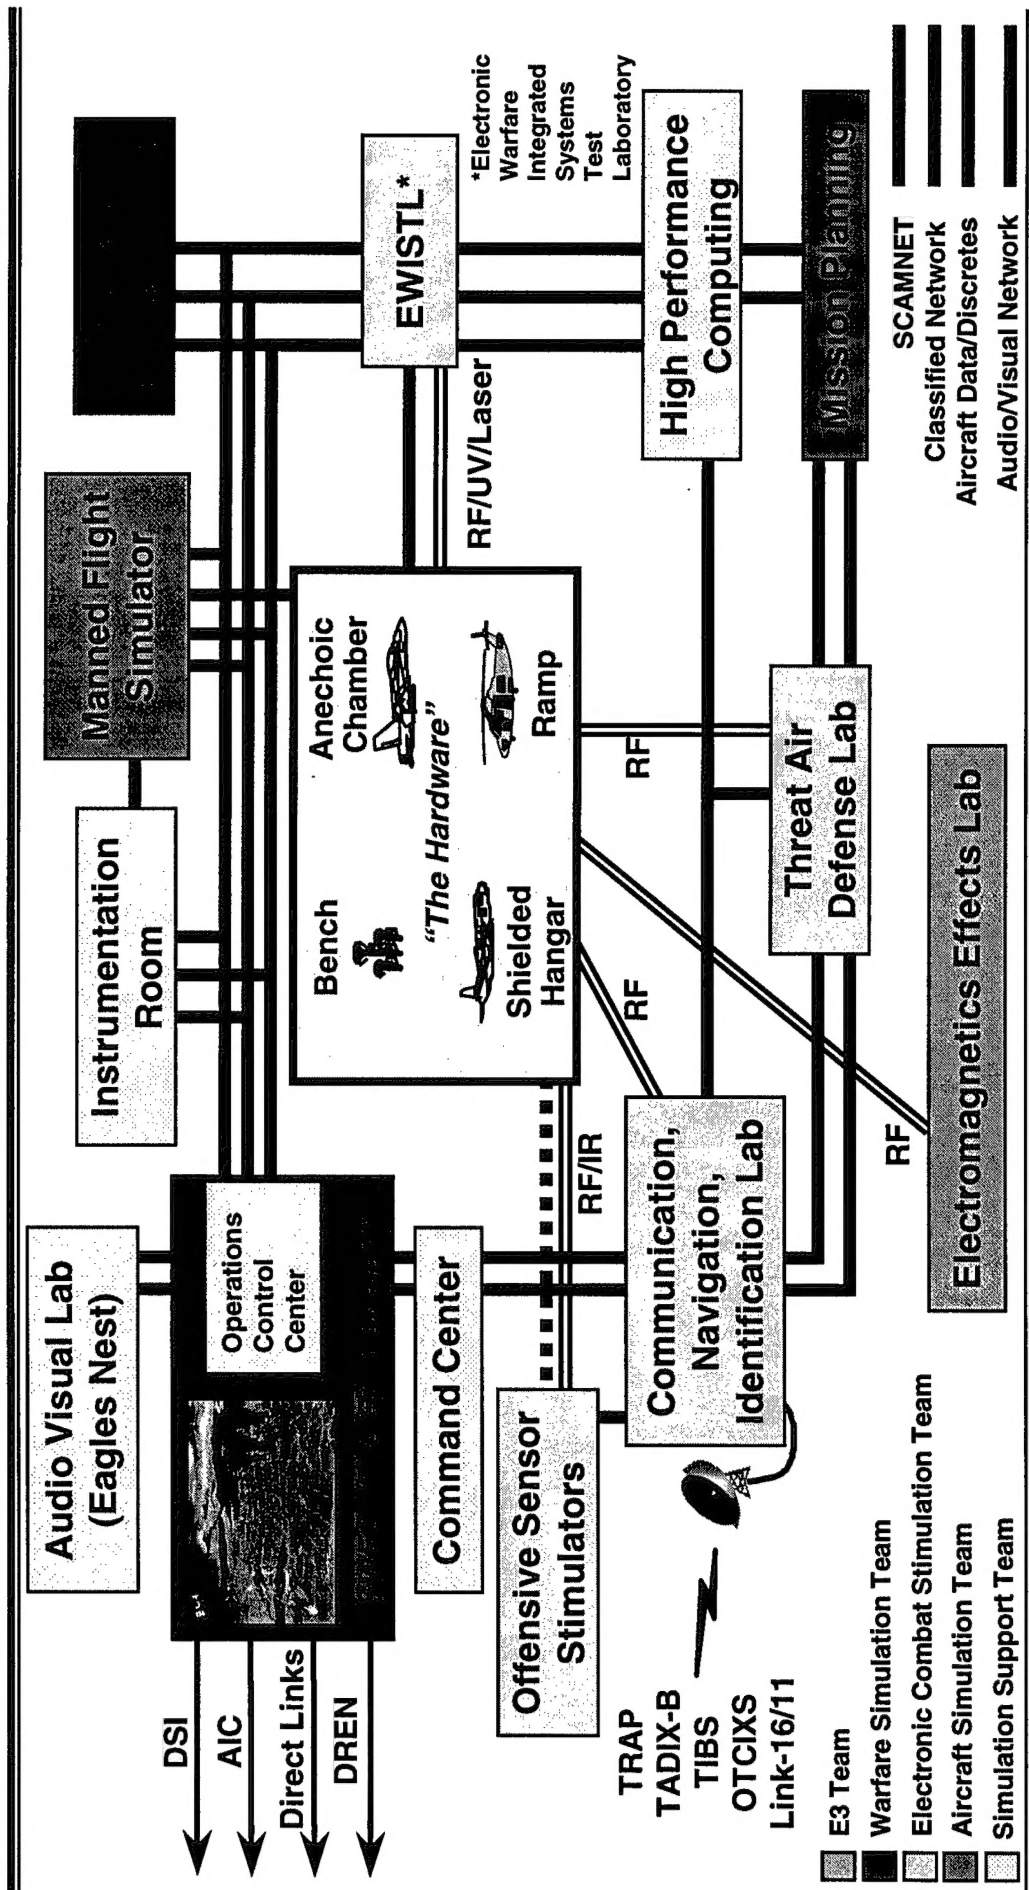 Audio Visual Lab
(Eagles Nest)
Instrumentation
Room
Manned Flight
Simulator
DSI
AIC
Direct Links
DREN
Operations
Control
Center
Command Center
Bench
Anechoic
Chamber
"The Hardware"
Shielded
Hangar
Ramp
EWISTL*
*Electronic
Warfare
Integrated
Systems
Test
Laboratory
RF/UV/Laser
RF/IR
RF
RF
RF
Offensive Sensor
Stimulators
Communication,
Navigation,
Identification Lab
High Performance
Computing
Mission Planning
Threat Air
Defense Lab
Electromagnetics Effects Lab
TRAP
TADIX-B
TIBS
OTCIXS
Link-16/11
E3 Team
Warfare Simulation Team
Electronic Combat Stimulation Team
Aircraft Simulation Team
Simulation Support Team
SCAMNET
Classified Network
Aircraft Data/Discretes
Audio/Visual Network